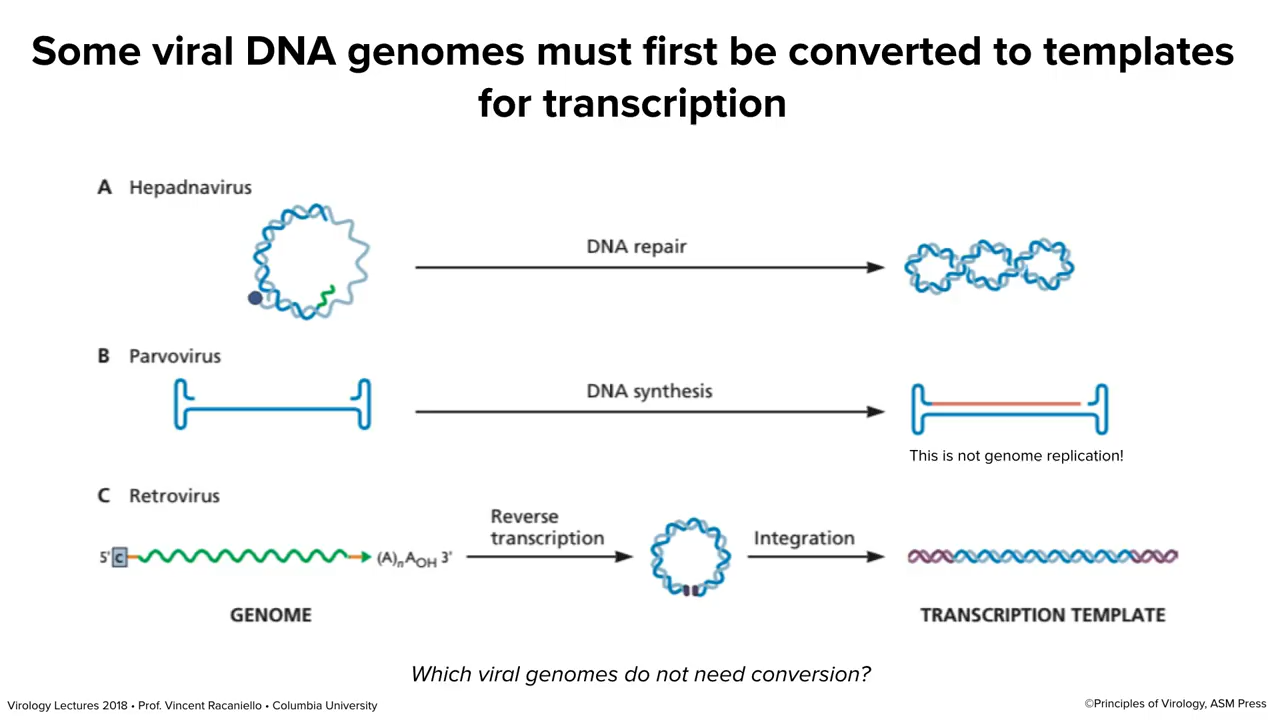 Some viral DNA genomes must first be converted to templates
for transcription
A Hepadnavirus
DNA repair
B Parvovirus
DNA synthesis
This is not genome replication!
C Retrovirus
5' C (A)nAOH 3'
Reverse
transcription
Integration
GENOME
TRANSCRIPTION TEMPLATE
Which viral genomes do not need conversion?
Virology Lectures 2018 • Prof. Vincent Racaniello • Columbia University
©Principles of Virology, ASM Press